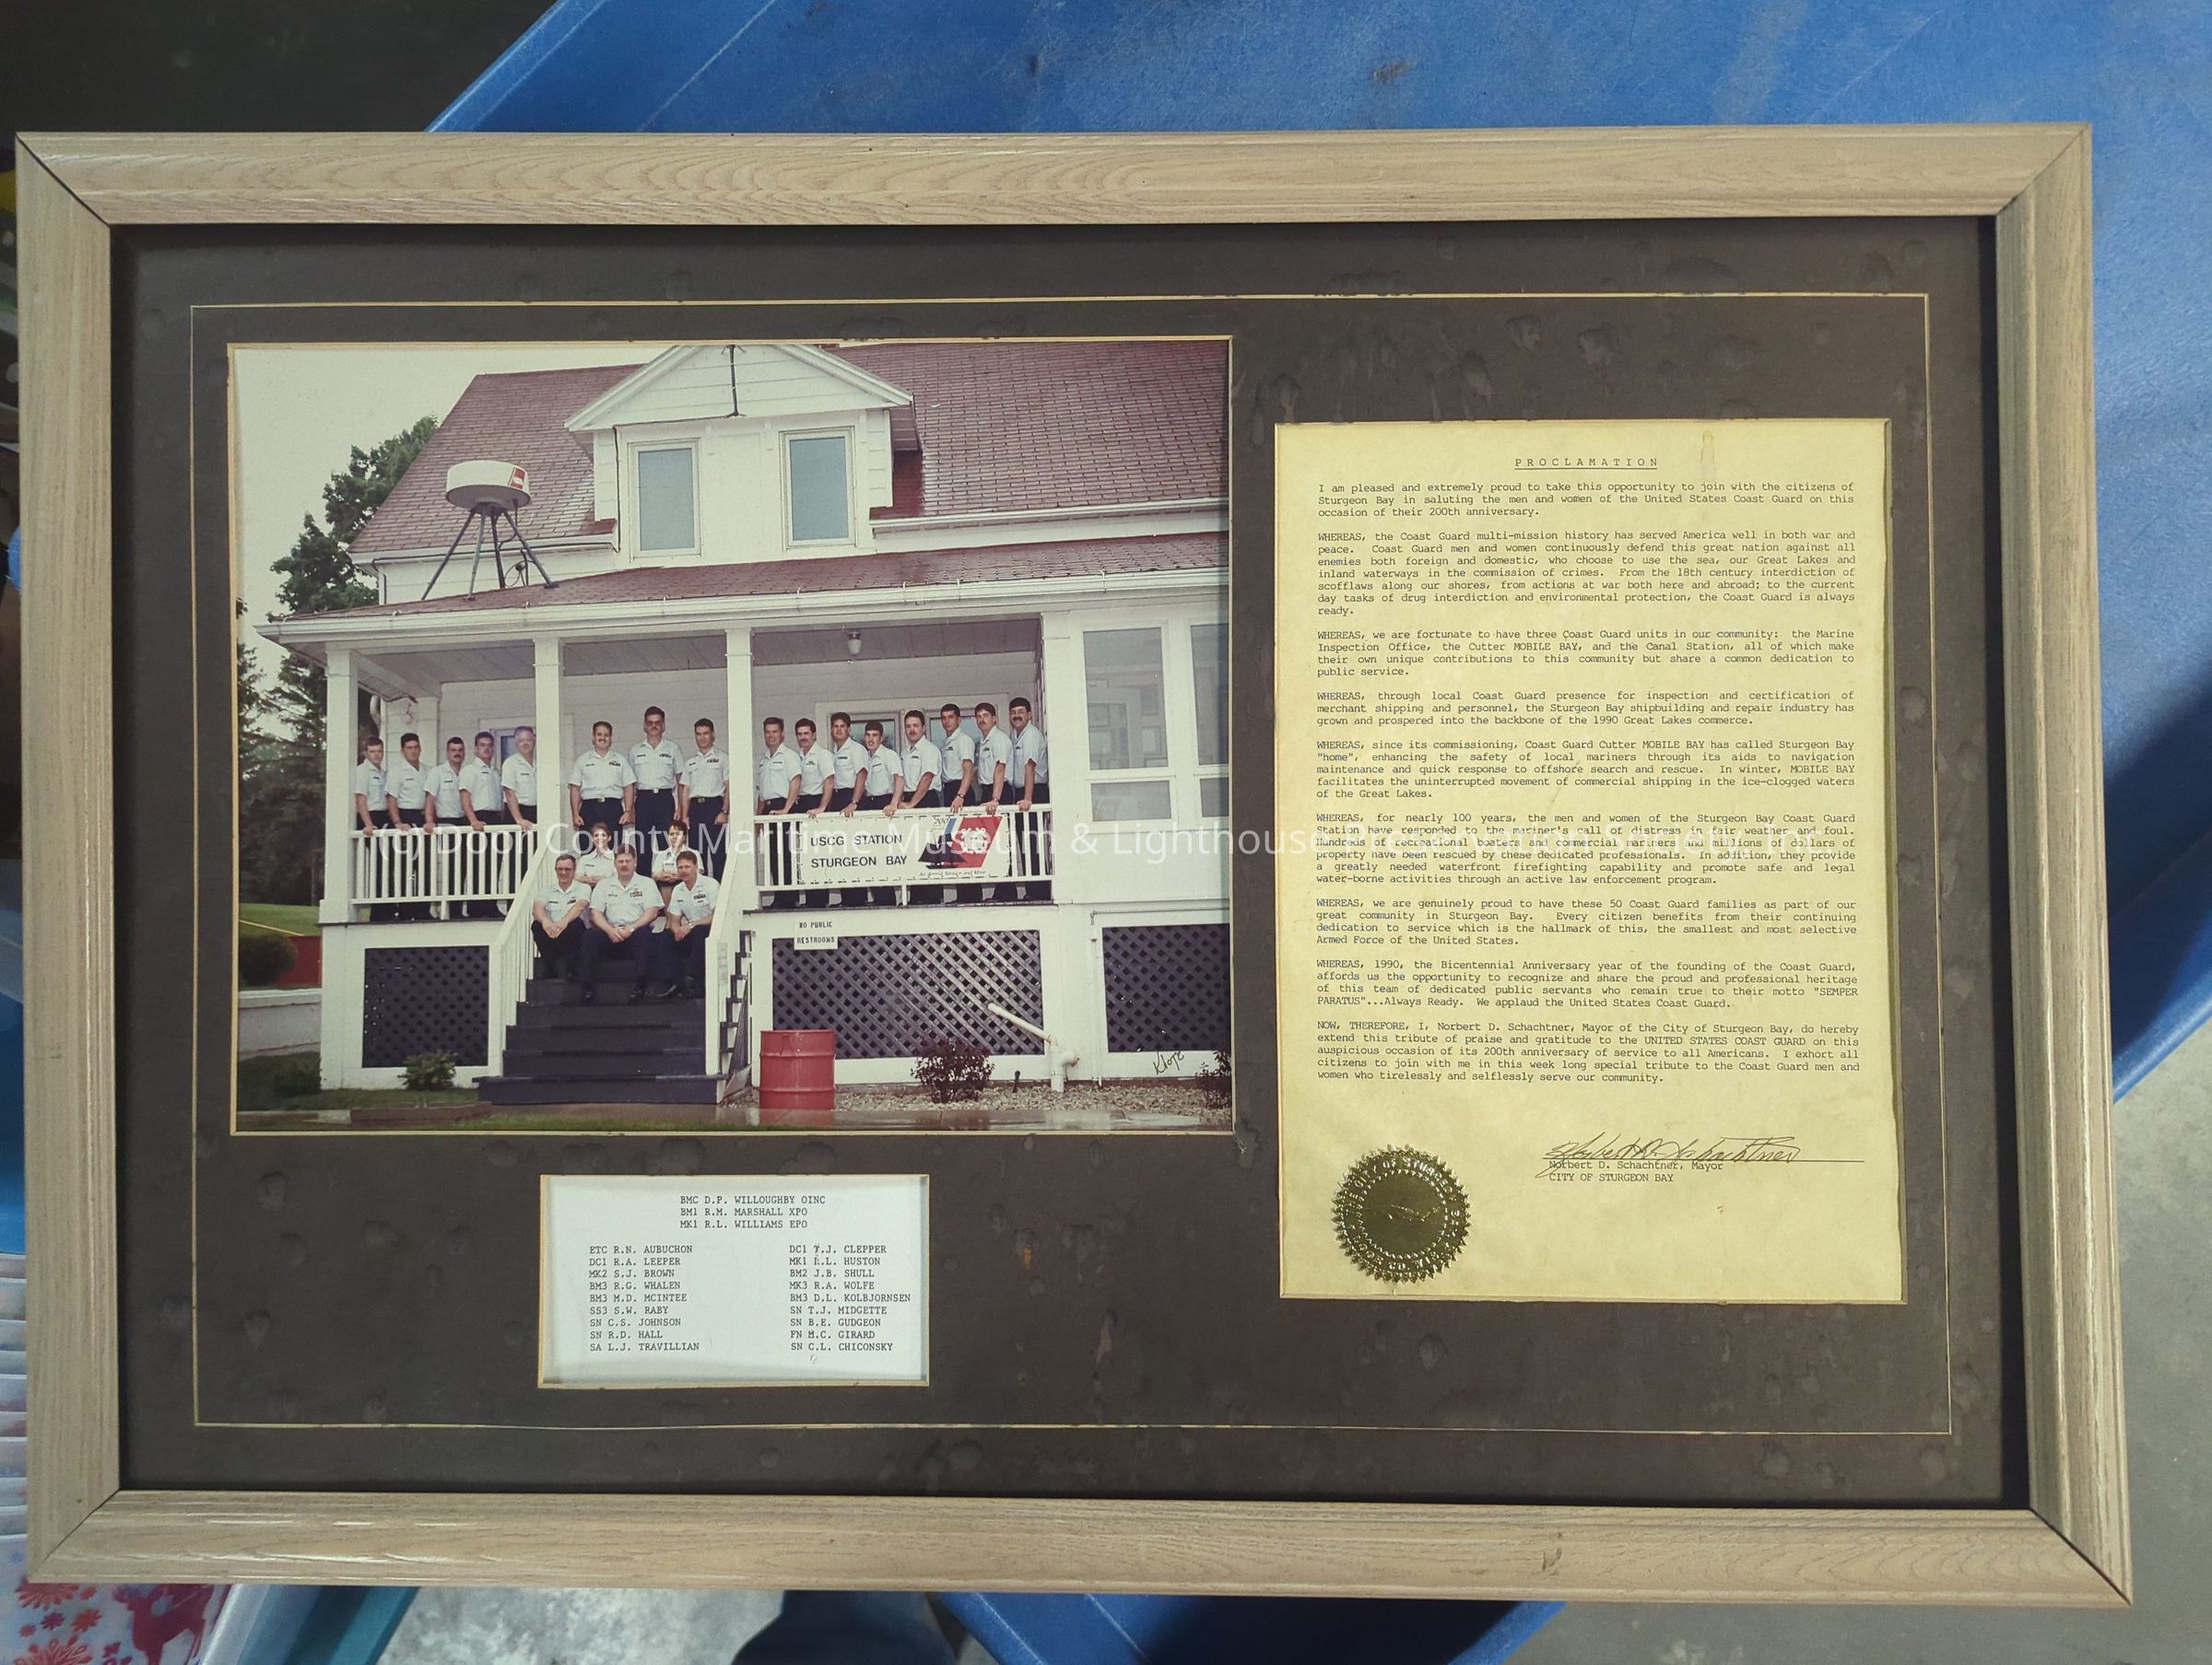 USCG STATION
STURGEON BAY
NO PUBLIC
RESTROOMS
Klope
BMC D.P. WILLOUGHBY OINC
BM1 R.M. MARSHALL XPO
MK1 R.L. WILLIAMS EPO
ETC R.N. AUBUCHON
DC1 R.A. LEEPER
MK2 S.J. BROWN
BM3 R.G. WHALEN
BM3 M.D. MCINTEE
SS3 S.W. RABY
SN C.S. JOHNSON
SN R.D. HALL
SA L.J. TRAVILLIAN
DC1 T.J. CLEPPER
MK1 R.L. HUSTON
BM2 J.B. SHULL
MK3 R.A. WOLFE
BM3 D.L. KOLBJORNSEN
SN T.J. MIDGETTE
SN B.E. GUDGEON
FN M.C. GIRARD
SN C.L. CHICONSKY
PROCLAMATION
I am pleased and extremely proud to take this opportunity to join with the citizens of
Sturgeon Bay in saluting the men and women of the United States Coast Guard on this
occasion of their 200th anniversary.
WHEREAS, the Coast Guard multi-mission history has served America well in both war and
peace. Coast Guard men and women continuously defend this great nation against all
enemies both foreign and domestic, who choose to use the sea, our Great Lakes and
inland waterways in the commission of crimes. From the 18th century interdiction of
scofflaws along our shores, from actions at war both here and abroad; to the current
day tasks of drug interdiction and environmental protection, the Coast Guard is always
ready.
WHEREAS, we are fortunate to have three Coast Guard units in our community: the Marine
Inspection Office, the Cutter MOBILE BAY, and the Canal Station, all of which make
their own unique contributions to this community but share a common dedication to
public service.
WHEREAS, through local Coast Guard presence for inspection and certification of
merchant shipping and personnel, the Sturgeon Bay shipbuilding and repair industry has
grown and prospered into the backbone of the 1990 Great Lakes commerce.
WHEREAS, since its commissioning, Coast Guard Cutter MOBILE BAY has called Sturgeon Bay
"home", enhancing the safety of local mariners through its aids to navigation
maintenance and quick response to offshore search and rescue. In winter, MOBILE BAY
facilitates the uninterrupted movement of commercial shipping in the ice-clogged waters
of the Great Lakes.
WHEREAS, for nearly 100 years, the men and women of the Sturgeon Bay Coast Guard
Station have responded to the mariner's call of distress in fair weather and foul.
Hundreds of recreational boaters and commercial mariners and millions in dollars of
property have been rescued by these dedicated professionals. In addition, they provide
a greatly needed waterfront firefighting capability and promote safe and legal
water-borne activities through an active law enforcement program.
WHEREAS, we are genuinely proud to have these 50 Coast Guard families as part of our
great community in Sturgeon Bay. Every citizen benefits from their continuing
dedication to service which is the hallmark of this, the smallest and most selective
Armed Force of the United States.
WHEREAS, 1990, the Bicentennial Anniversary year of the founding of the Coast Guard,
affords us the opportunity to recognize and share the proud and professional heritage
of this team of dedicated public servants who remain true to their motto "SEMPER
PARATUS"...Always Ready. We applaud the United States Coast Guard.
NOW, THEREFORE, I, Norbert D. Schachtner, Mayor of the City of Sturgeon Bay, do hereby
extend this tribute of praise and gratitude to the UNITED STATES COAST GUARD on this
auspicious occasion of its 200th anniversary of service to all Americans. I exhort all
citizens to join with me in this week long special tribute to the Coast Guard men and
women who tirelessly and selflessly serve our community.
Norbert D. Schachtner
Norbert D. Schachtner, Mayor
CITY OF STURGEON BAY
(c) Door County Maritime Museum & Lighthouse Preservation Society, Inc.